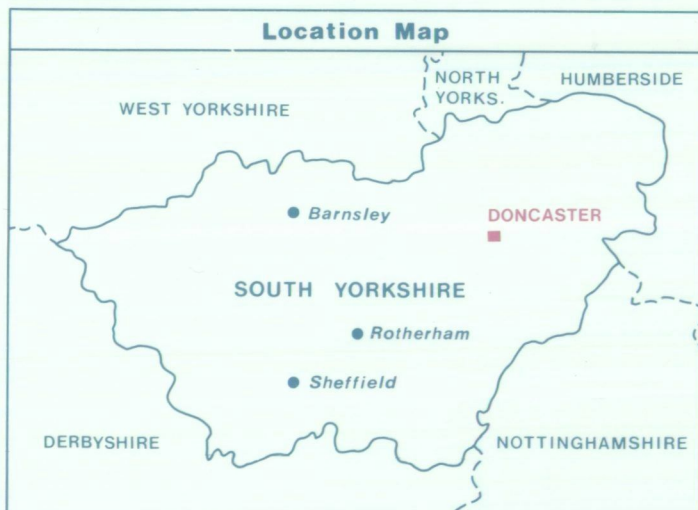 Location Map
NORTH
YORKS.
HUMBERSIDE
WEST YORKSHIRE
Barnsley
DONCASTER
SOUTH YORKSHIRE
Rotherham
Sheffield
DERBYSHIRE
NOTTINGHAMSHIRE